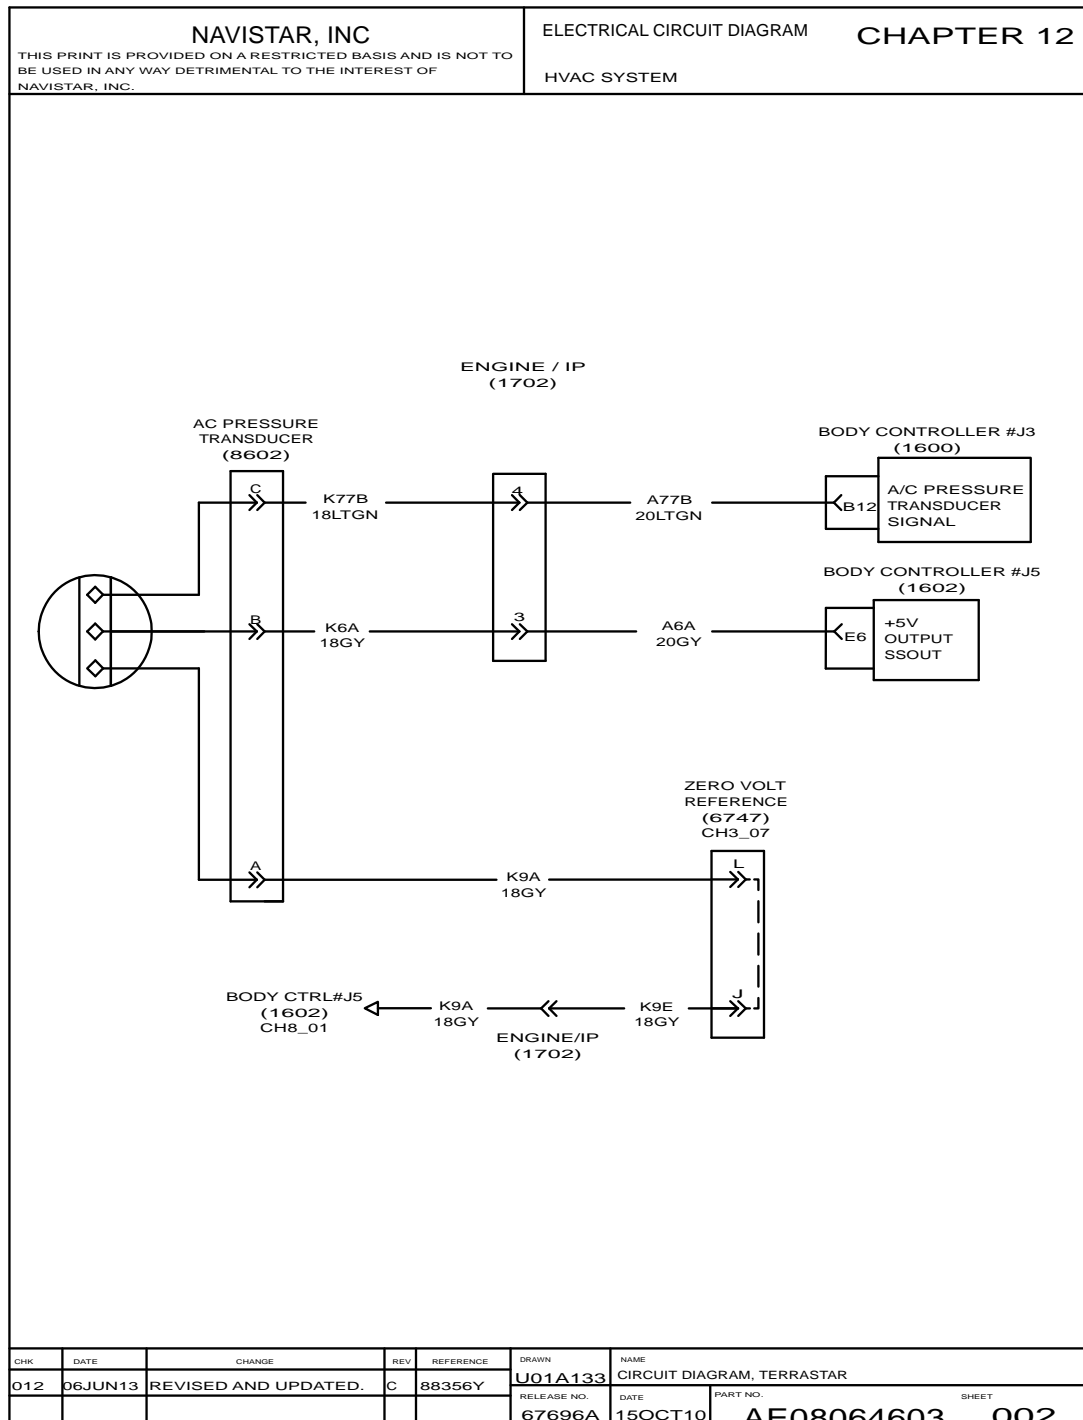 NAVISTAR, INC
THIS PRINT IS PROVIDED ON A RESTRICTED BASIS AND IS NOT TO
BE USED IN ANY WAY DETRIMENTAL TO THE INTEREST OF
NAVISTAR, INC.
ELECTRICAL CIRCUIT DIAGRAM
CHAPTER 12
HVAC SYSTEM
ENGINE / IP
(1702)
AC PRESSURE
TRANSDUCER
(8602)
BODY CONTROLLER #J3
(1600)
C
K77B
18LTGN
4
A77B
20LTGN
B12
A/C PRESSURE
TRANSDUCER
SIGNAL
BODY CONTROLLER #J5
(1602)
B
K6A
18GY
3
A6A
20GY
E6
+5V
OUTPUT
SSOUT
ZERO VOLT
REFERENCE
(6747)
CH3_07
A
K9A
18GY
L
BODY CTRL#J5
(1602)
CH8_01
K9A
18GY
ENGINE/IP
(1702)
K9E
18GY
J
CHK DATE CHANGE REV REFERENCE
012 06JUN13 REVISED AND UPDATED. C 88356Y
DRAWN
U01A133
NAME
CIRCUIT DIAGRAM, TERRASTAR
RELEASE NO.
67696A
DATE
15OCT10
PART NO.
AE08064603
SHEET
002